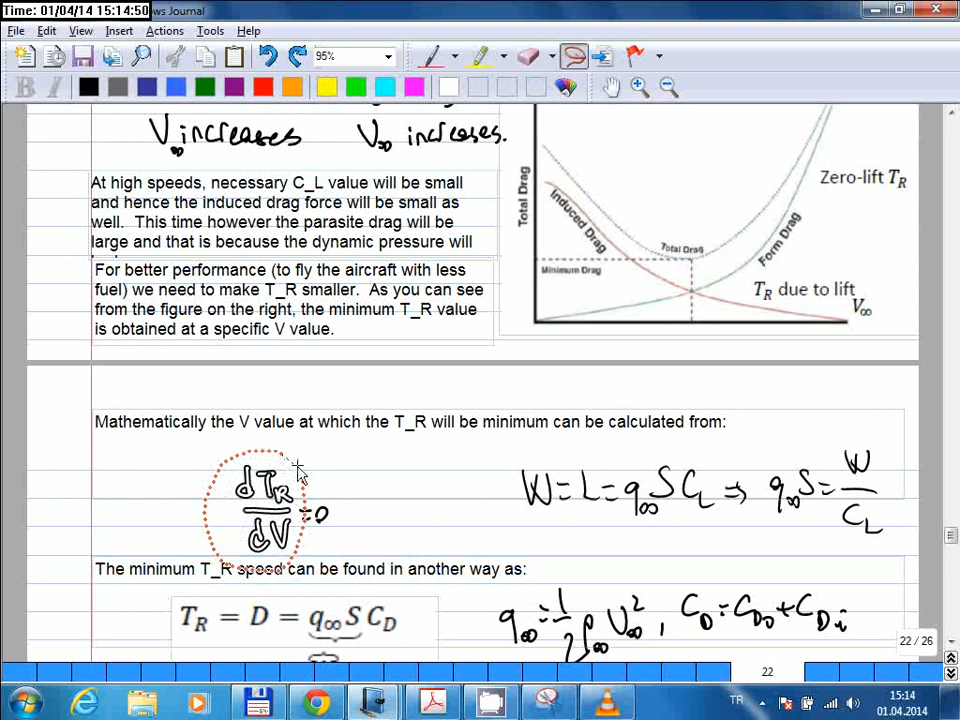 Time: 01/04/14 15:14:50
ws Journal
File Edit View Insert Actions Tools Help
95%
B I
V∞ increases V∞ increases.
At high speeds, necessary C_L value will be small
and hence the induced drag force will be small as
well. This time however the parasite drag will be
large and that is because the dynamic pressure will
For better performance (to fly the aircraft with less
fuel) we need to make T_R smaller. As you can see
from the figure on the right, the minimum T_R value
is obtained at a specific V value.
Total Drag
Induced Drag
Total Drag
Form Drag
Minimum Drag
Zero-lift T_R
T_R due to lift
V∞
Mathematically the V value at which the T_R will be minimum can be calculated from:
dT_R/dV = 0
W = L = q∞ S C_L ⇒ q∞ S = W/C_L
The minimum T_R speed can be found in another way as:
T_R = D = q∞ S C_D
q∞ = 1/2 ρ∞ U∞², C_D = C_D0 + C_Di
22 / 26
22
TR
15:14
01.04.2014